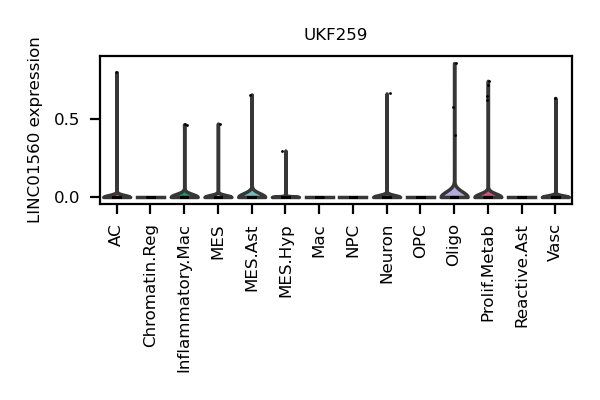 UKF259
LINC01560 expression
0.5
0.0
AC
Chromatin.Reg
Inflammatory.Mac
MES
MES.Ast
MES.Hyp
Mac
NPC
Neuron
OPC
Oligo
Prolif.Metab
Reactive.Ast
Vasc